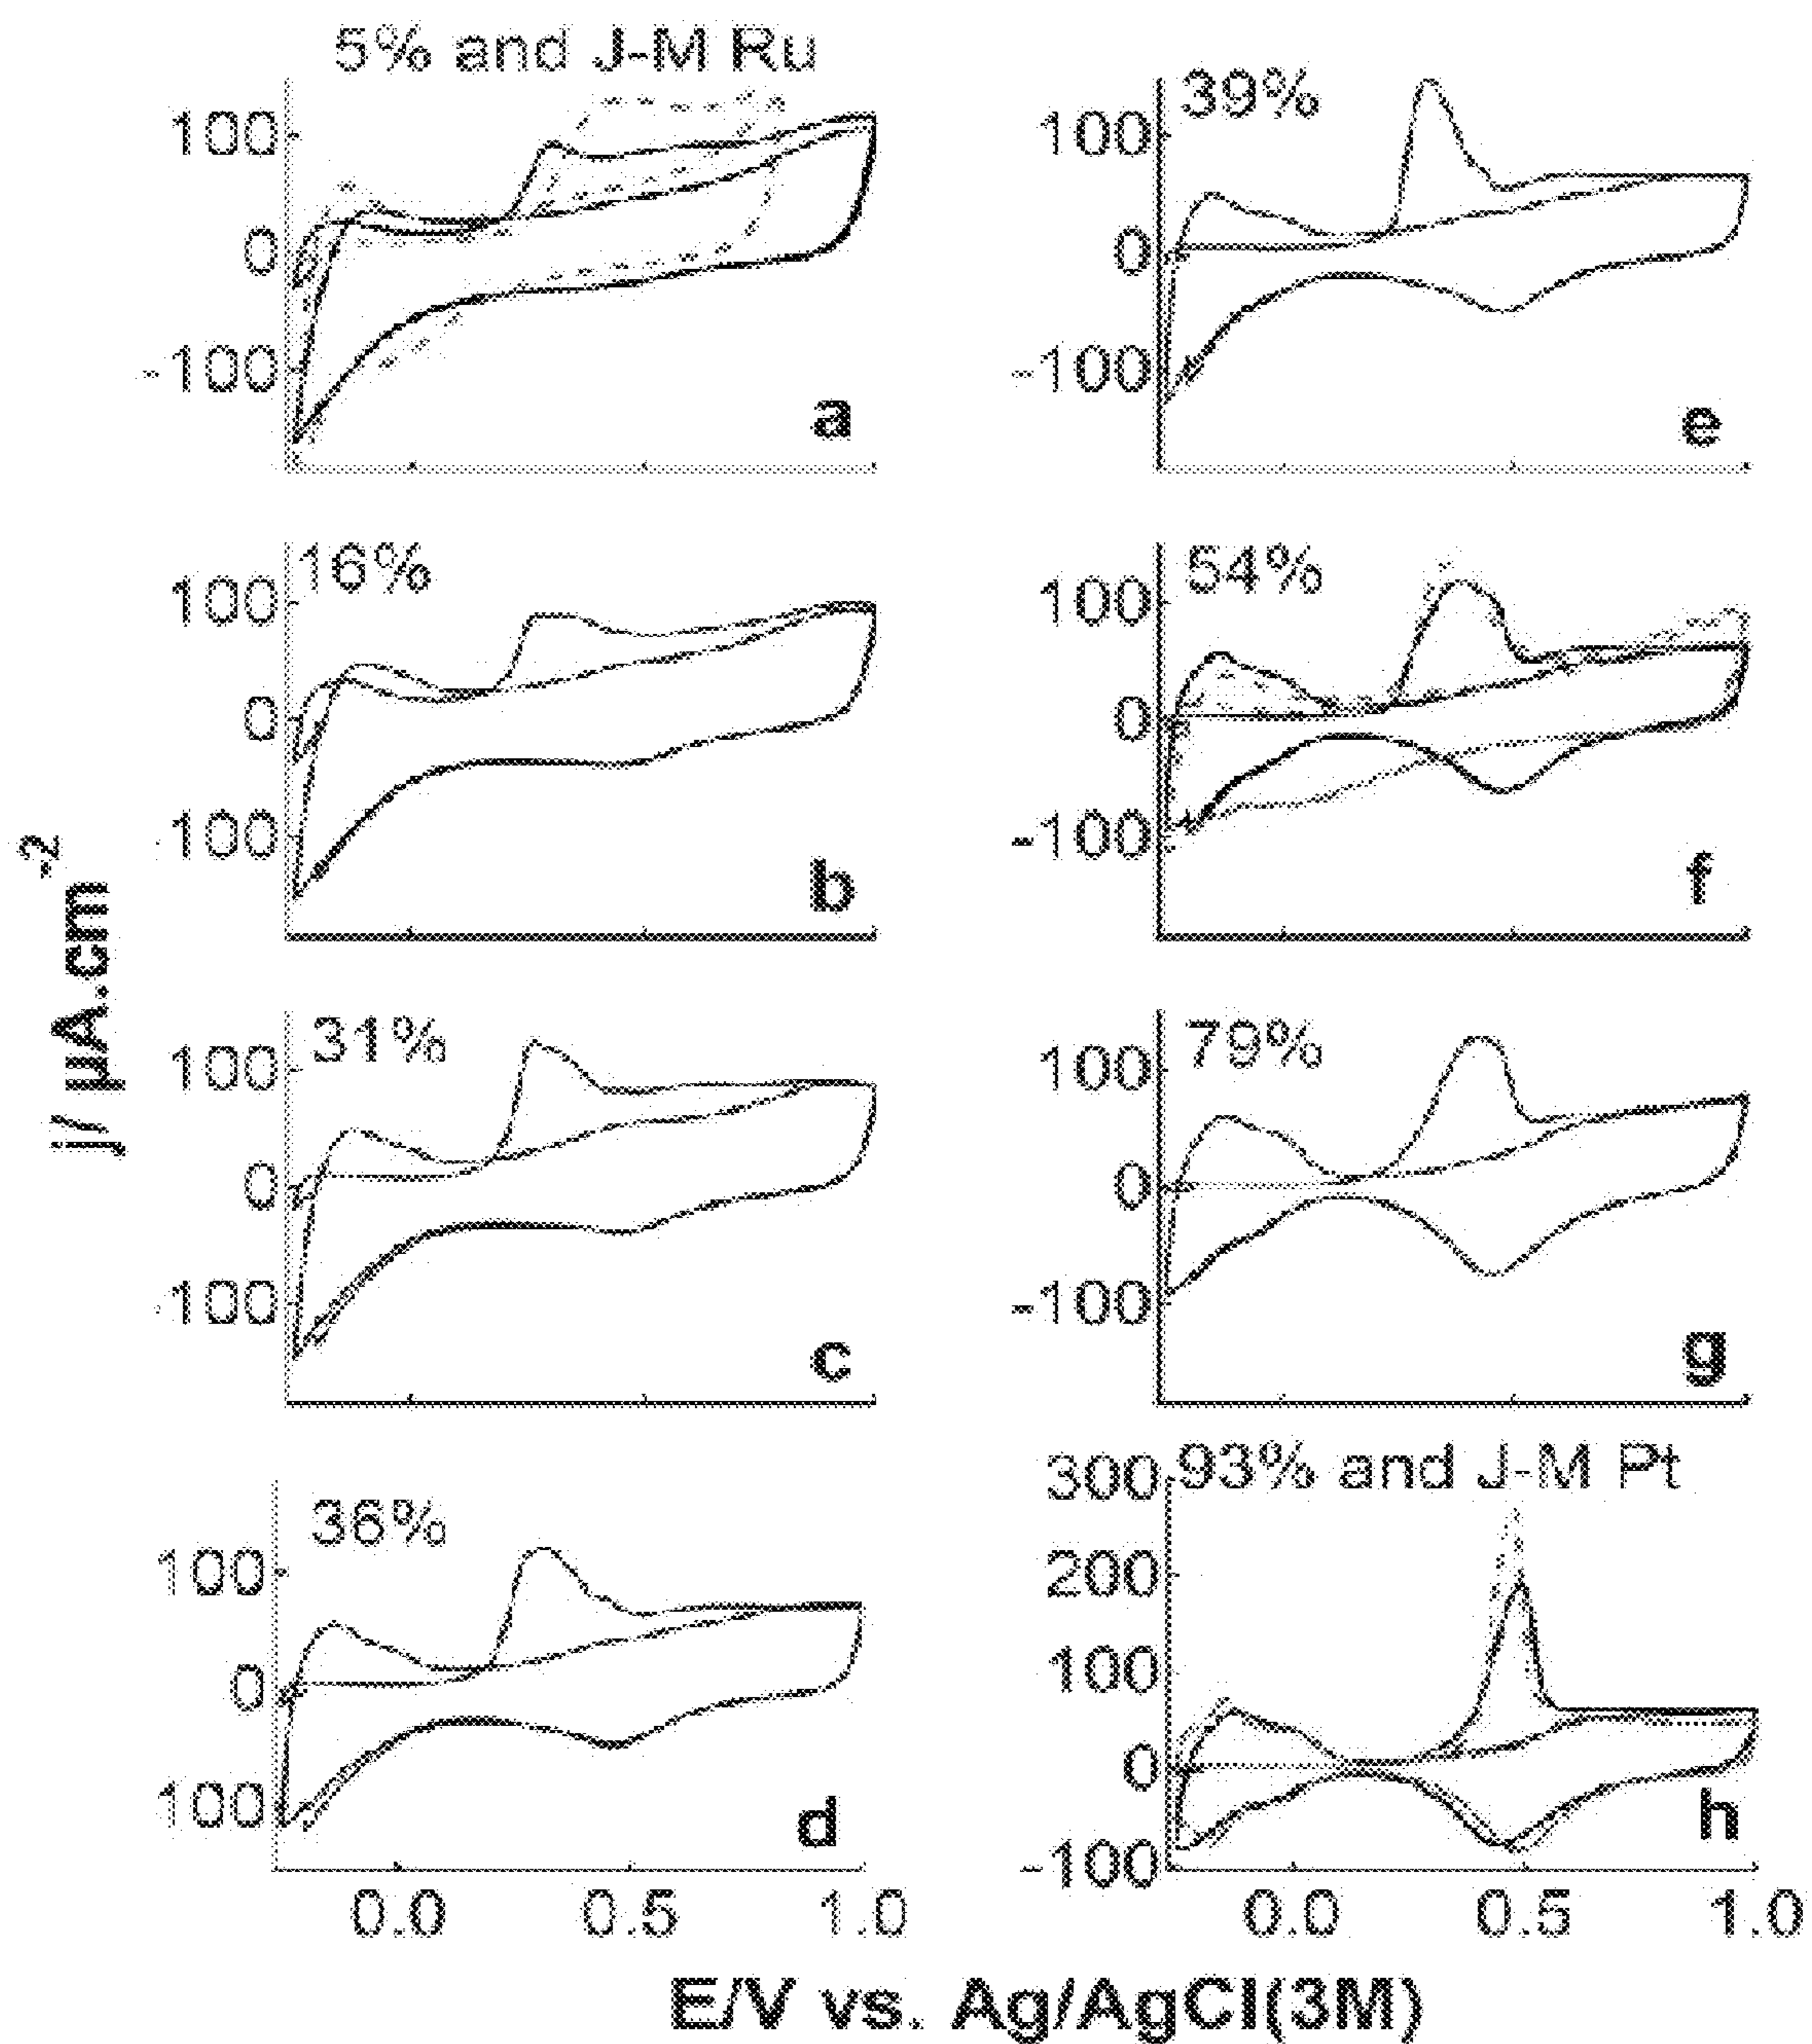 j// µA.cm-2
5% and J-M Ru
100
0
-100
a
16%
100
0
100
b
31%
100
0
100
c
36%
100
0
100
d
0.0 0.5 1.0
39%
100
0
-100
e
54%
100
0
-100
f
79%
100
0
-100
g
93% and J-M Pt
300
200
100
0
-100
h
0.0 0.5 1.0
E/V vs. Ag/AgCl(3M)